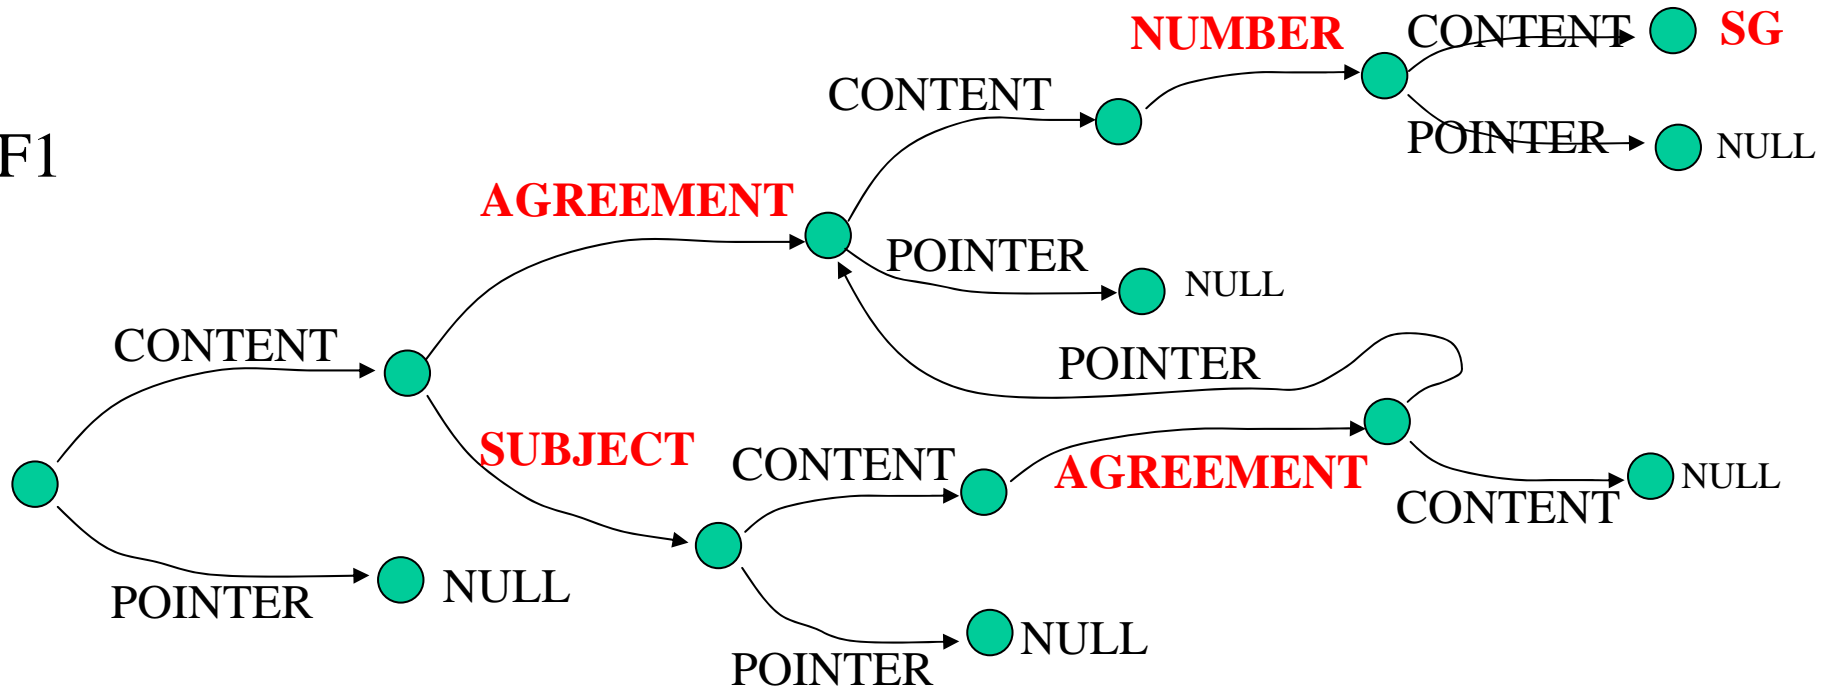 NUMBER
CONTENT
SG
CONTENT
POINTER
NULL
F1
AGREEMENT
POINTER
NULL
CONTENT
POINTER
SUBJECT
CONTENT
AGREEMENT
NULL
CONTENT
POINTER
NULL
POINTER
NULL